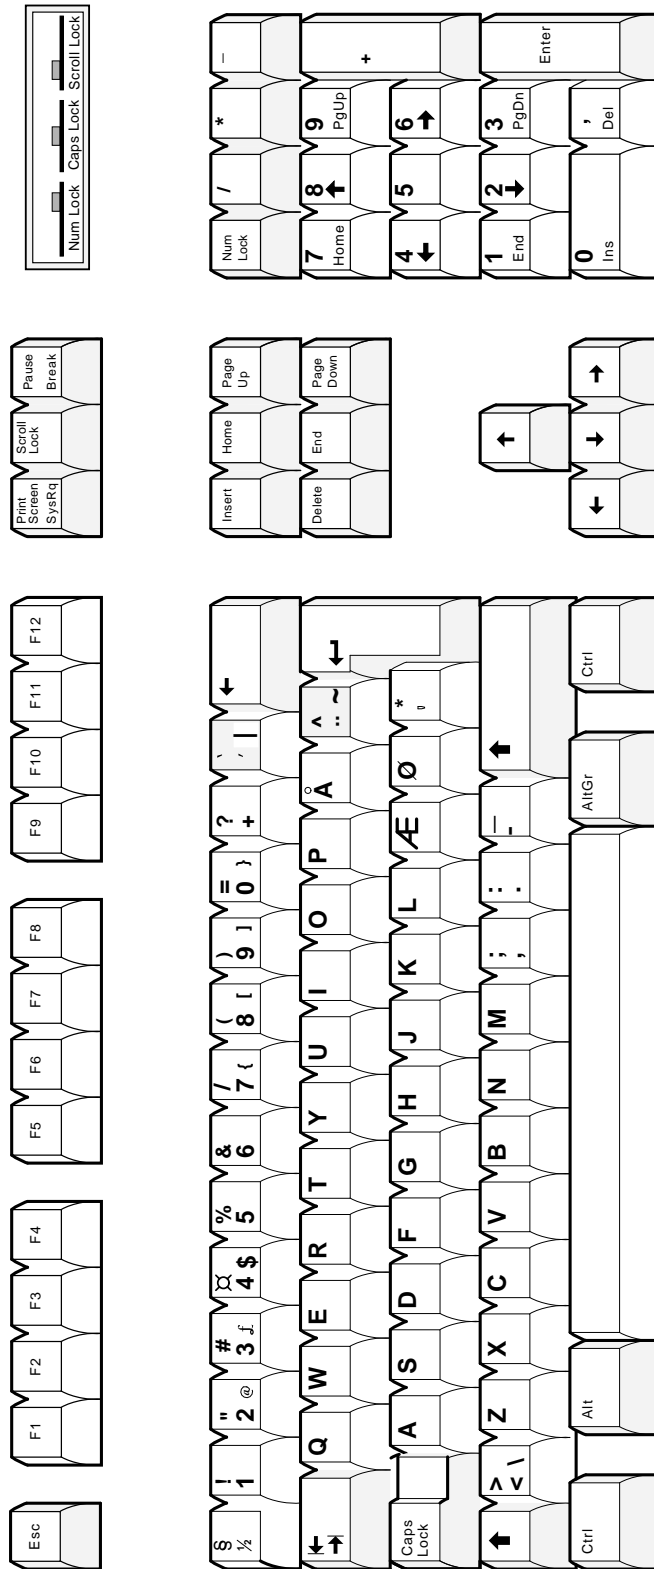 Esc
F1 F2 F3 F4
F5 F6 F7 F8
F9 F10 F11 F12
Print
Screen
SysRq
Scroll
Lock
Pause
Break
Num Lock Caps Lock Scroll Lock
§
½
!
1
"
2 @
#
3 £
¤
4 $
%
5
&
6
/
7 {
(
8 [
)
9 ]
=
0 }
?
+
`
´ |
←
Insert
Home
Page
Up
Num
Lock
/
*
–
Q W E R T Y U I O P Å
^
¨ ~
Delete
End
Page
Down
7
Home
8
↑
9
PgUp
+
Caps
Lock
A S D F G H J K L Æ Ø
*
'
4
←
5
6
→
>
< \
Z X C V B N M
;
,
:
.
_
-
↑
↑
1
End
2
↓
3
PgDn
Enter
Ctrl
Alt
AltGr
Ctrl
← ↓ →
0
Ins
,
Del